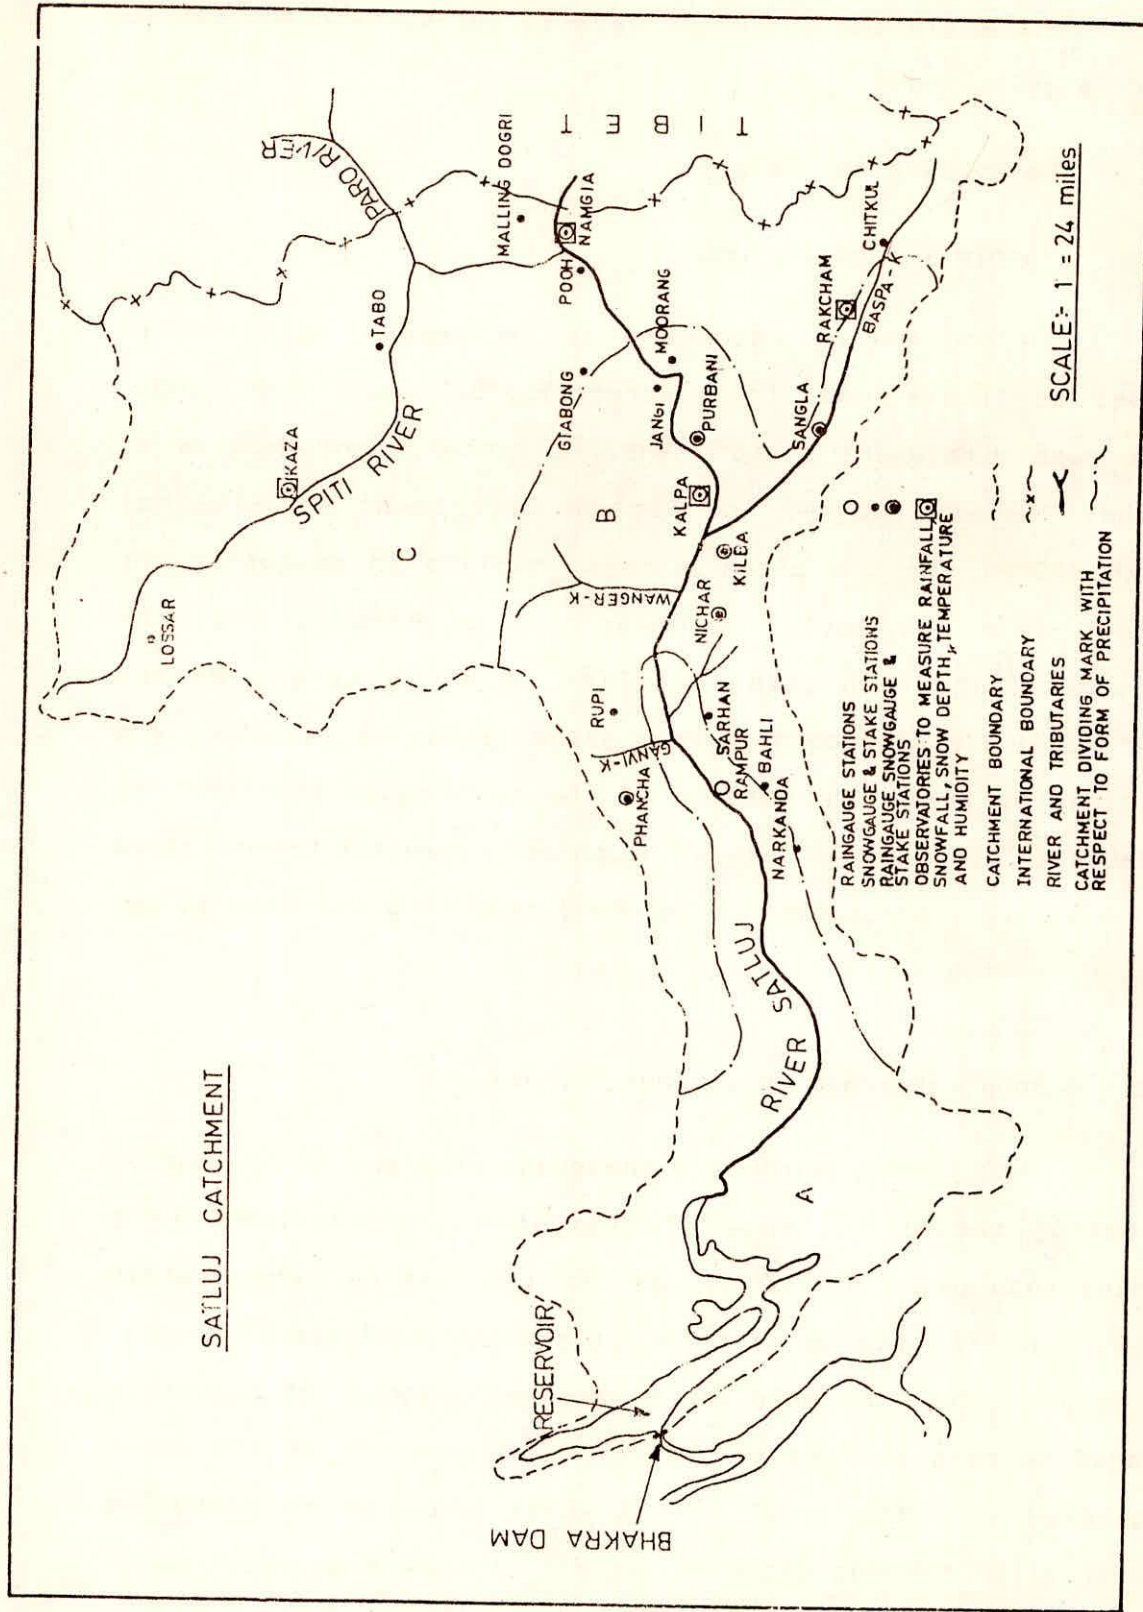 SATLUJ CATCHMENT
PARO RIVER
TIBET
MALLING DOGRI
NAMGIA
POOH
TABO
KAZA
SPITI RIVER
LOSSAR
C
GIABONG
MOORANG
JANGI
PURBANI
B
KALPA
RAKCHAM
CHITKUL
BASPA-K
SANGLA
KILBA
NICHAR
WANGER-K
RUPI
GANVI-K
PHANCHA
SARHAN
RAMPUR
BAHLI
NARKANDA
RIVER SATLUJ
A
RESERVOIR
BHAKRA DAM
RAINGAUGE STATIONS
SNOWGAUGE & STAKE STATIONS
RAINGAUGE SNOWGAUGE &
STAKE STATIONS
OBSERVATORIES TO MEASURE RAINFALL,
SNOWFALL, SNOW DEPTH, TEMPERATURE
AND HUMIDITY
CATCHMENT BOUNDARY
INTERNATIONAL BOUNDARY
RIVER AND TRIBUTARIES
CATCHMENT DIVIDING MARK WITH
RESPECT TO FORM OF PRECIPITATION
SCALE:- 1 = 24 miles